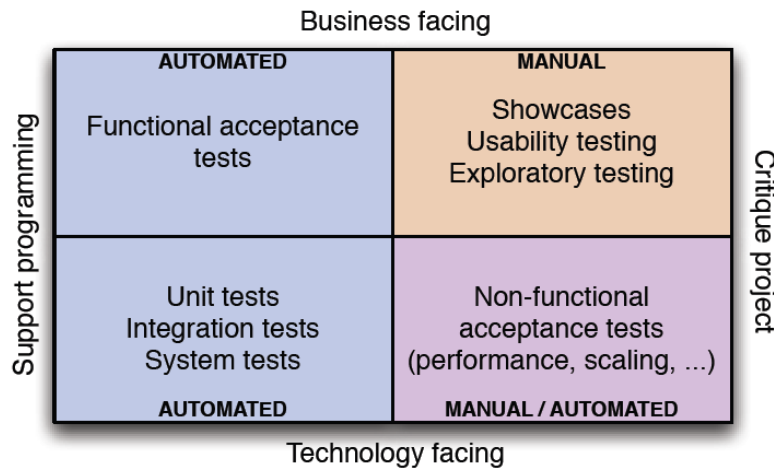 Business facing
AUTOMATED
Functional acceptance
tests
MANUAL
Showcases
Usability testing
Exploratory testing
Support programming
Critique project
Unit tests
Integration tests
System tests
AUTOMATED
Non-functional
acceptance tests
(performance, scaling, ...)
MANUAL / AUTOMATED
Technology facing